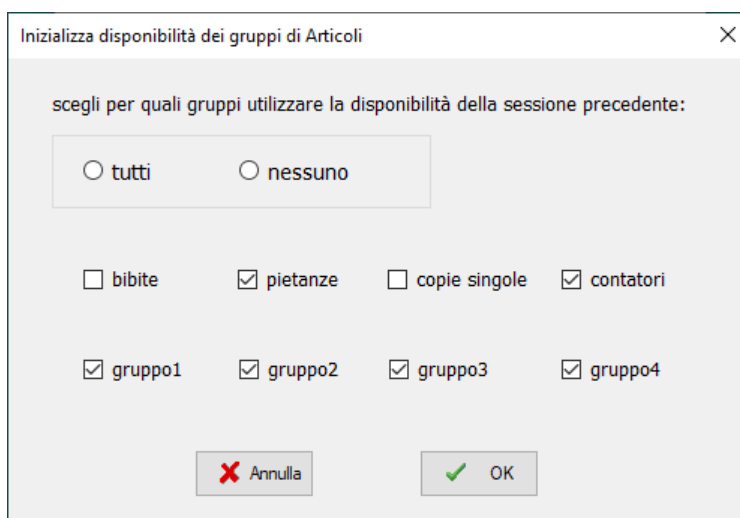 Inizializza disponibilità dei gruppi di Articoli
scegli per quali gruppi utilizzare la disponibilità della sessione precedente:
tutti nessuno
bibite pietanze copie singole contatori
gruppo1 gruppo2 gruppo3 gruppo4
Annulla OK